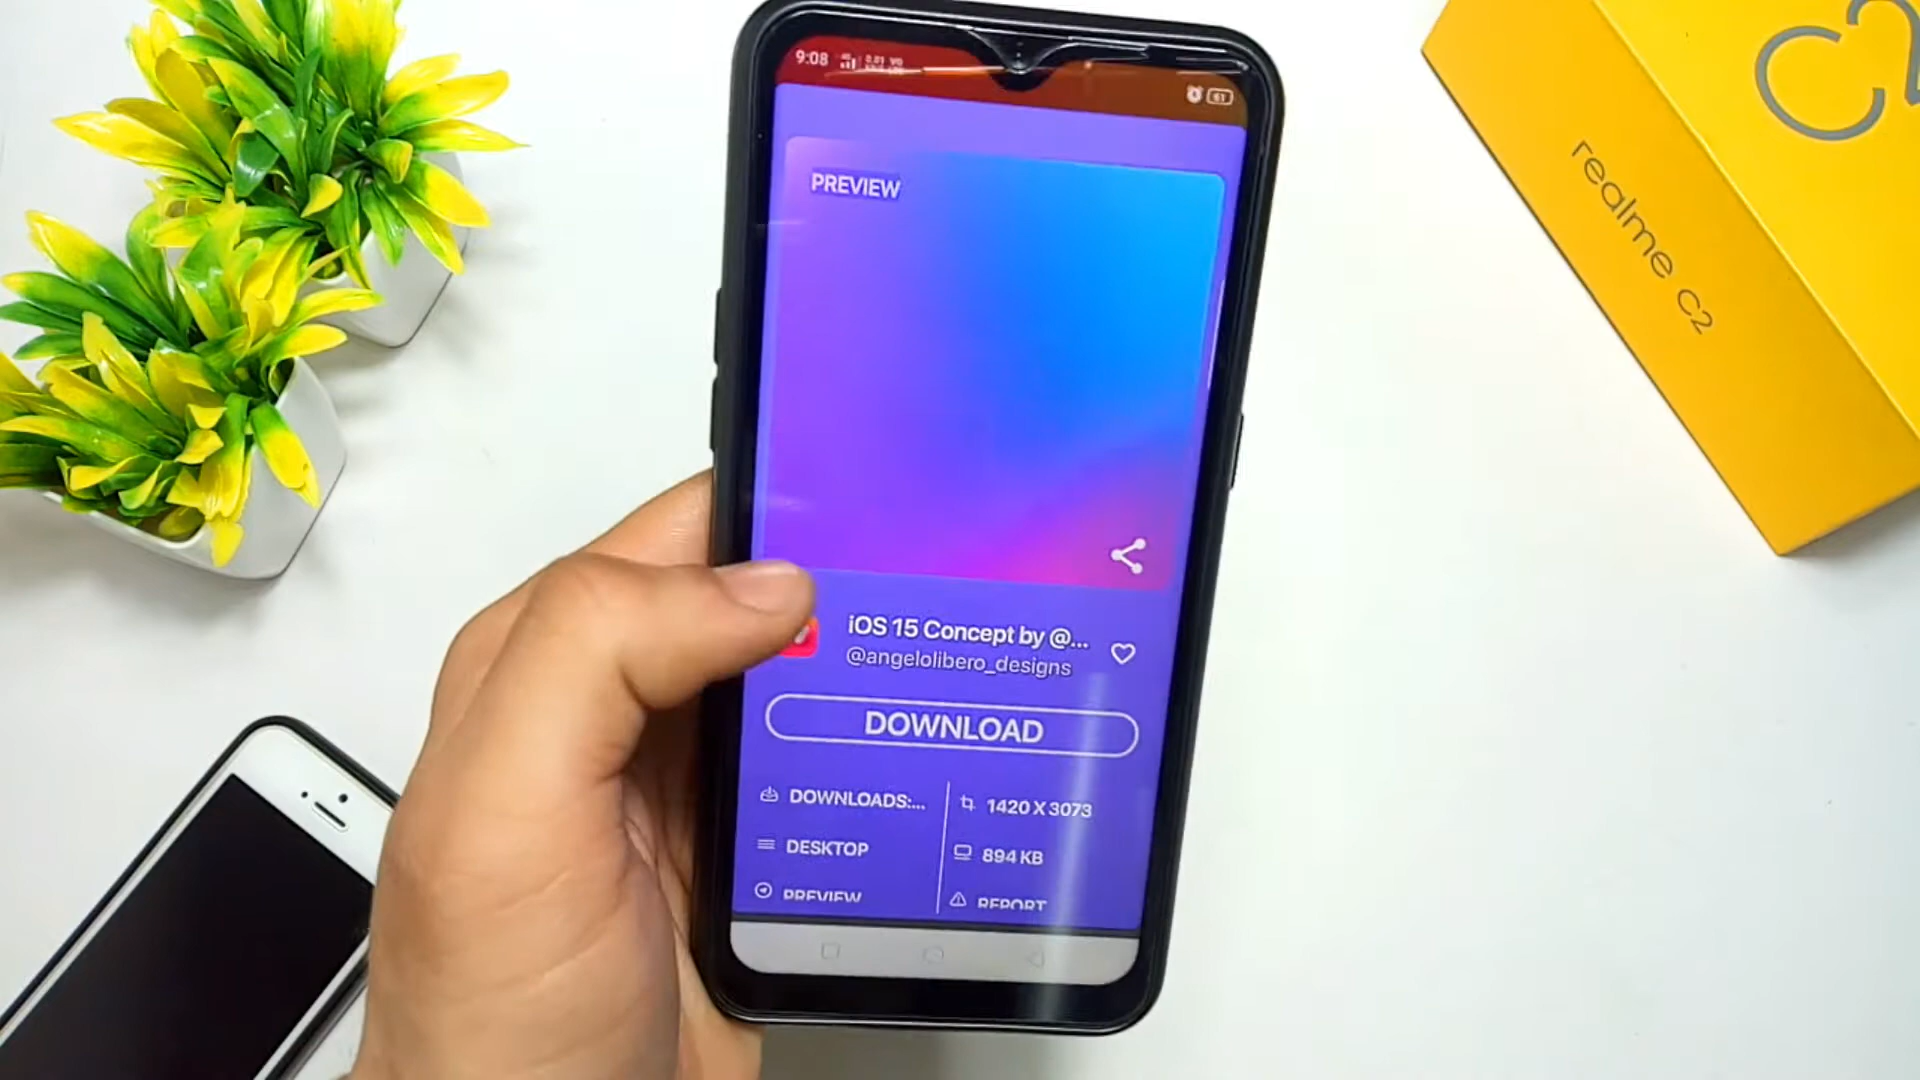 9:08
61
PREVIEW
iOS 15 Concept by @...
@angelolibero_designs
DOWNLOAD
DOWNLOADS:...
1420 X 3073
DESKTOP
894 KB
PREVIEW
REPORT
C2
realme C2